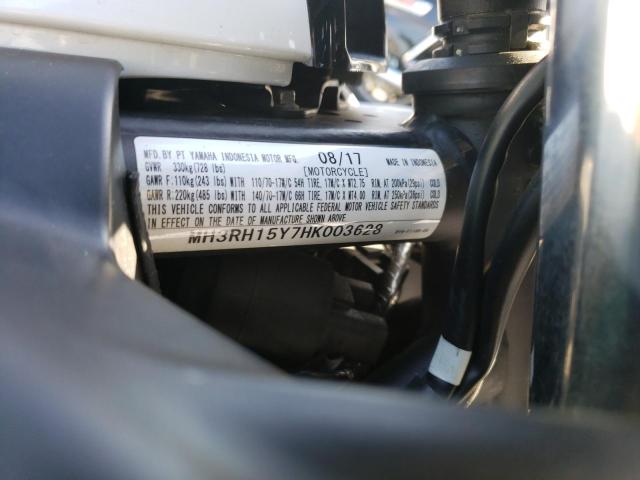 MFD. BY PT YAMAHA INDONESIA MOTOR MFG. 08/17 MADE IN INDONESIA
GVWR 330kg(728 lbs) [MOTORCYCLE]
GAWR F:110kg(243 lbs)WITH 110/70-17M/C 54H TIRE, 17M/C X MT2.75 RIM, AT 200kPa(29psi) COLD
GAWR R:220kg(485 lbs)WITH 140/70-17M/C 66H TIRE, 17M/C X MT4.00 RIM, AT 250kPa(36psi) COLD
THIS VEHICLE CONFORMS TO ALL APPLICABLE FEDERAL MOTOR VEHICLE SAFETY STANDARDS
IN EFFECT ON THE DATE OF MANUFACTURE SHOWN ABOVE
MH3RH15Y7HK003628